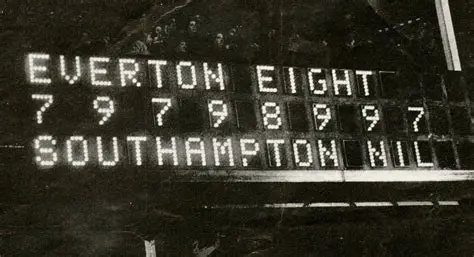 EVERTON EIGHT
7 9 7 9 8 9 9 7
SOUTHAMPTON NIL